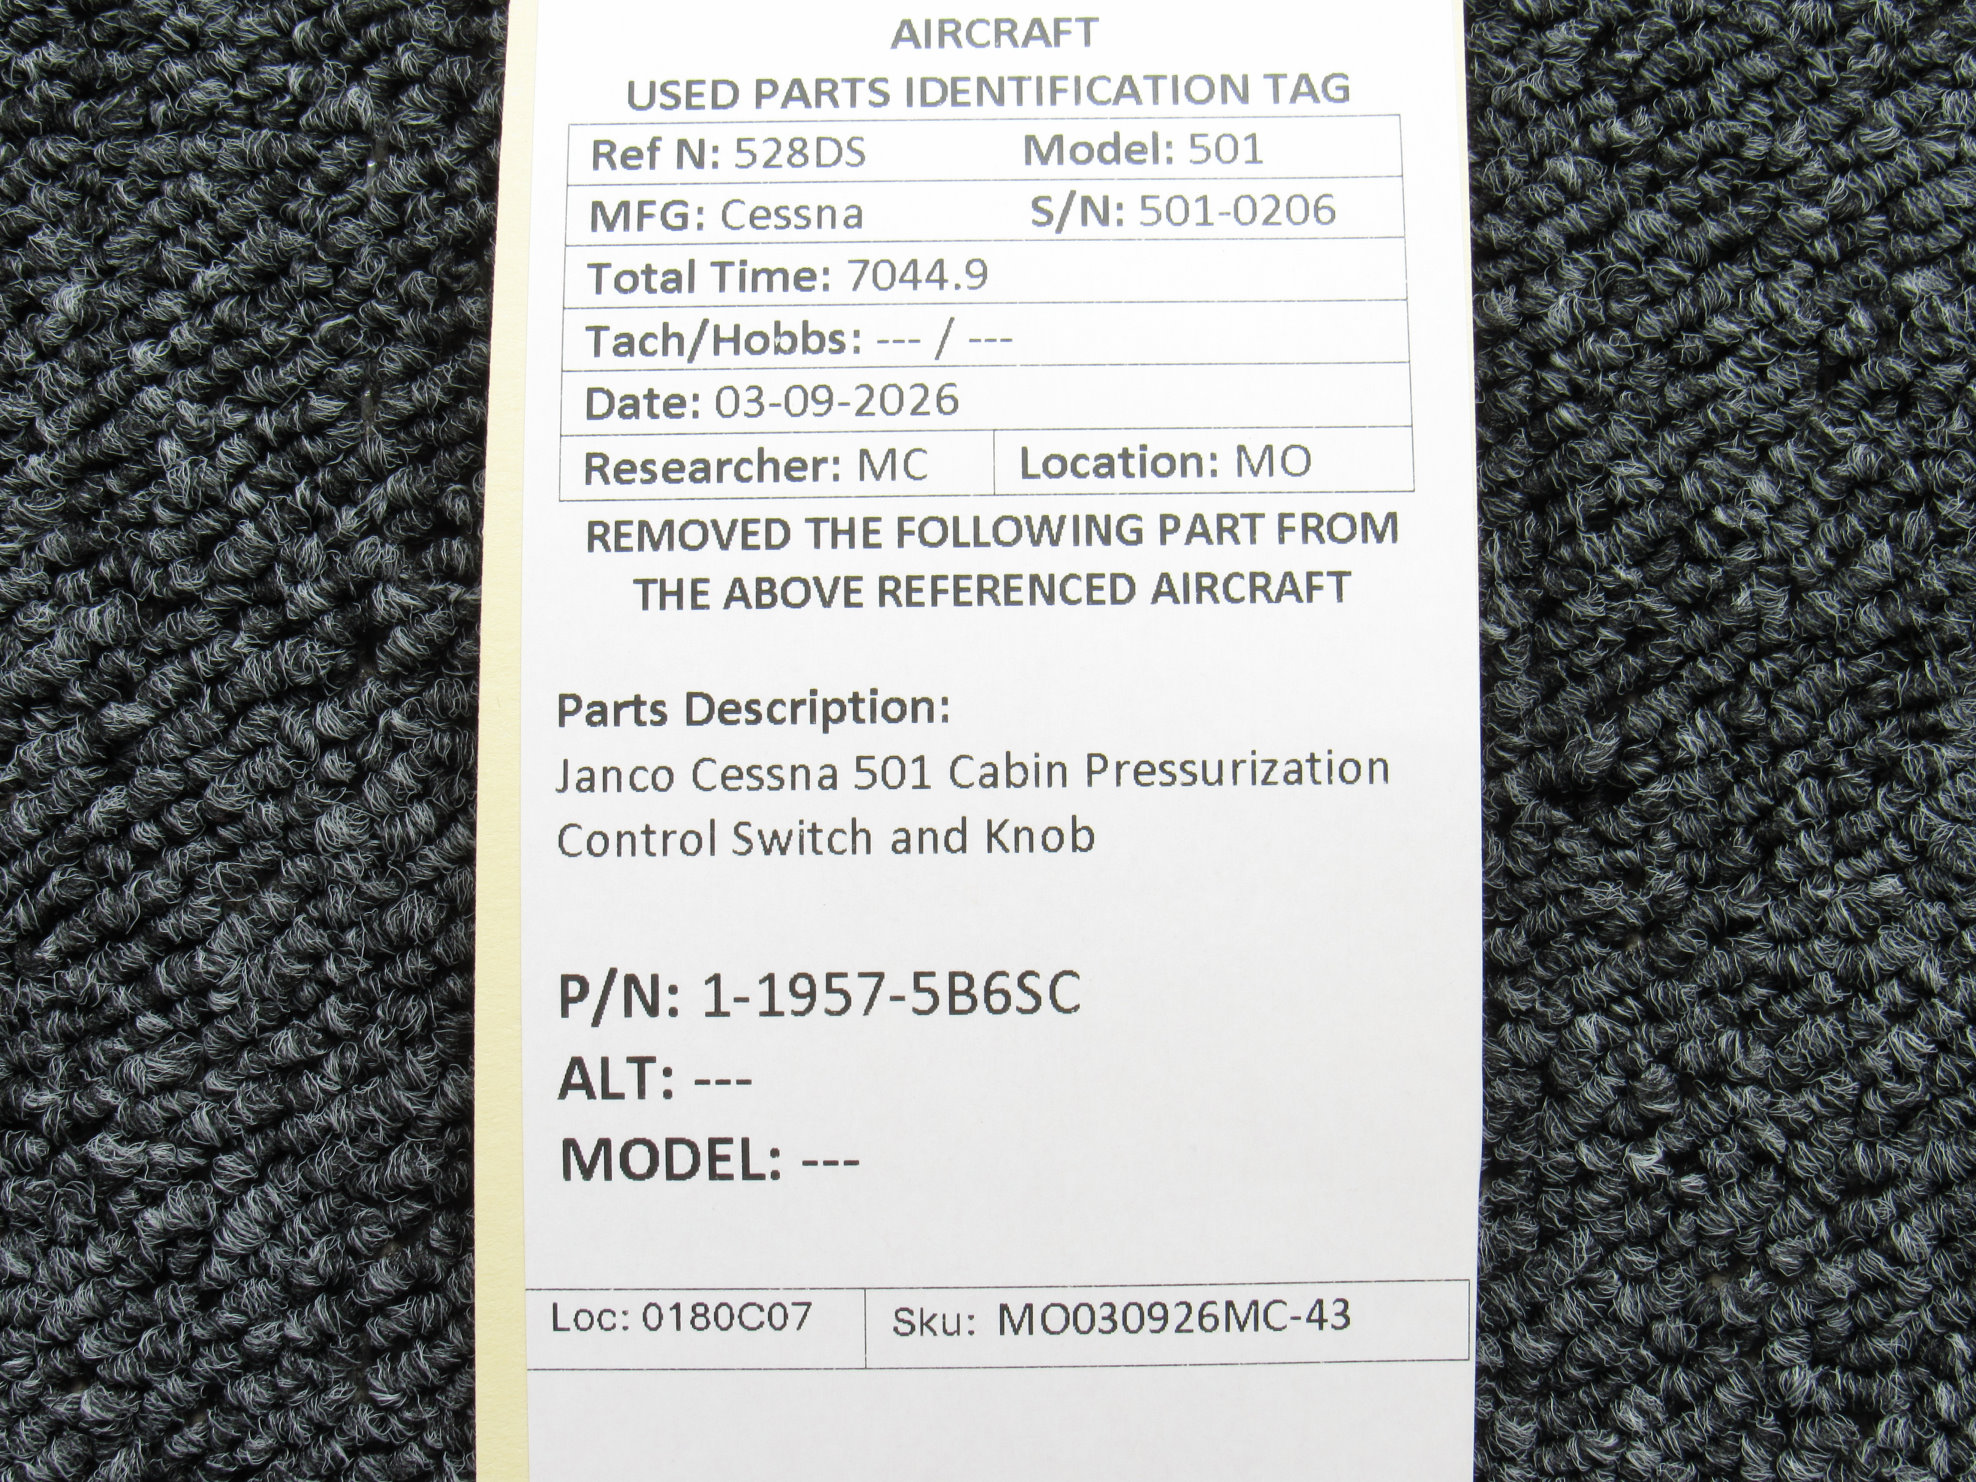 AIRCRAFT
USED PARTS IDENTIFICATION TAG
Ref N: 528DS Model: 501
MFG: Cessna S/N: 501-0206
Total Time: 7044.9
Tach/Hobbs: --- / ---
Date: 03-09-2026
Researcher: MC Location: MO
REMOVED THE FOLLOWING PART FROM
THE ABOVE REFERENCED AIRCRAFT
Parts Description:
Janco Cessna 501 Cabin Pressurization
Control Switch and Knob
P/N: 1-1957-5B6SC
ALT: ---
MODEL: ---
Loc: 0180C07 Sku: MO030926MC-43